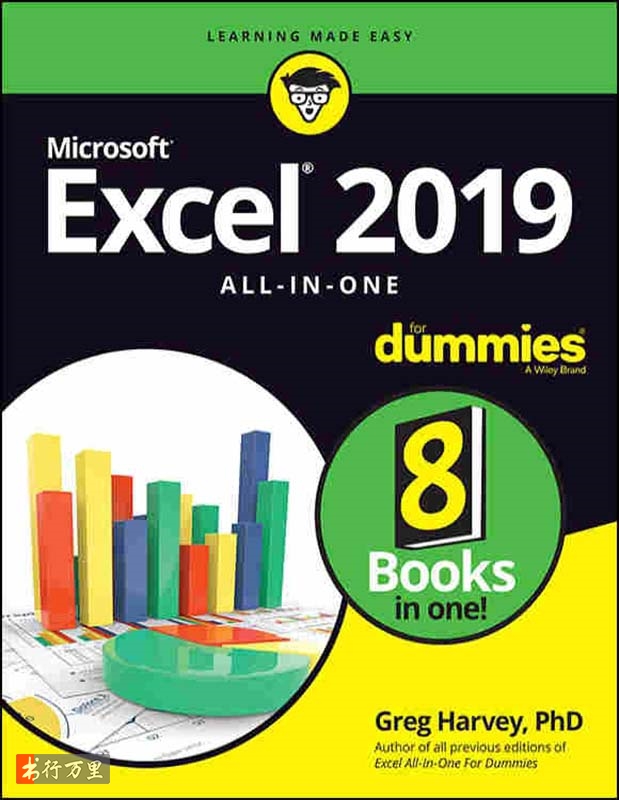 LEARNING MADE EASY
Microsoft®
Excel® 2019
ALL-IN-ONE
for
dummies®
A Wiley Brand
8
Books
in one!
Greg Harvey, PhD
Author of all previous editions of
Excel All-In-One For Dummies
书行万里